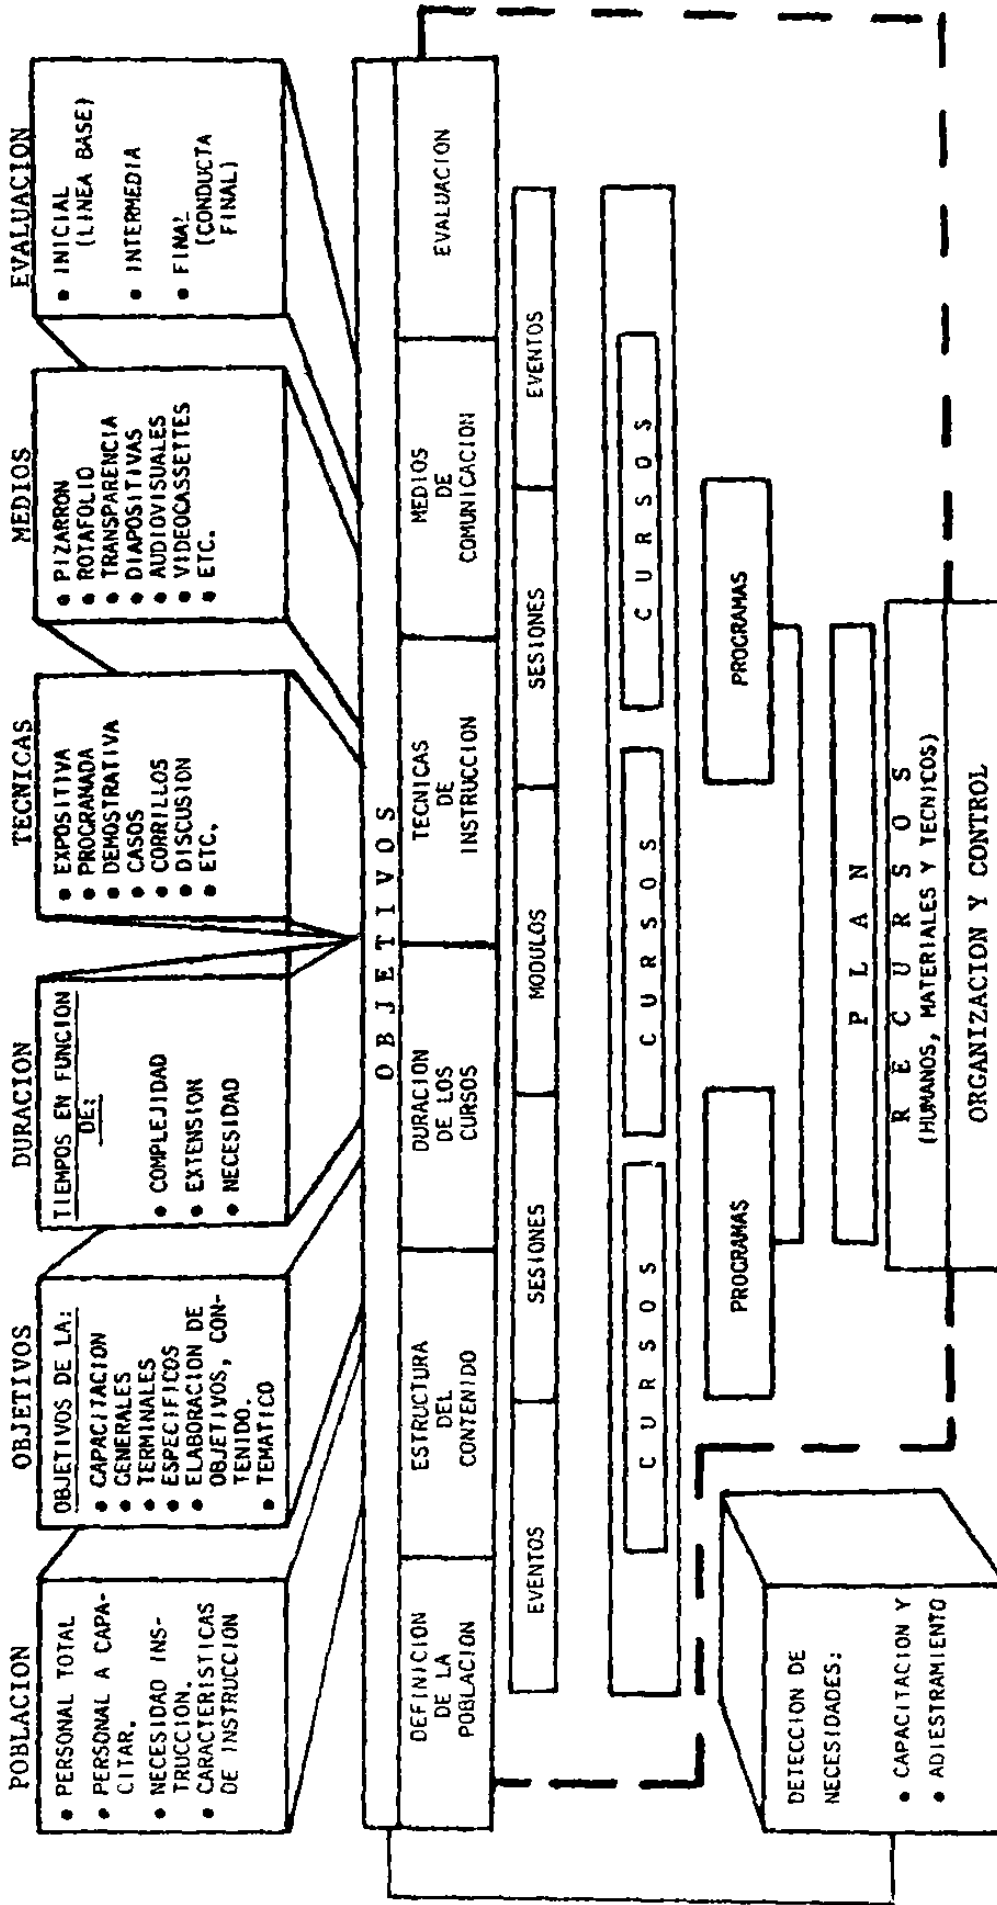 POBLACION
• PERSONAL TOTAL
• PERSONAL A CAPA-
CITAR.
• NECESIDAD INS-
TRUCCION.
• CARACTERISTICAS
DE INSTRUCCION
OBJETIVOS
OBJETIVOS DE LA:
• CAPACITACION
• GENERALES
• TERMINALES
• ESPECIFICOS
• ELABORACION DE
OBJETIVOS, CON-
TENIDO.
• TEMATICO
DURACION
TIEMPOS EN FUNCION
DE:
• COMPLEJIDAD
• EXTENSION
• NECESIDAD
TECNICAS
• EXPOSITIVA
• PROGRANADA
• DEMOSTRATIVA
• CASOS
• CORRILLOS
• DISCUSION
• ETC.
MEDIOS
• PIZARRON
• ROTAFOLIO
• TRANSPARENCIA
• DIAPOSITIVAS
• AUDIOVISUALES
• VIDEOCASSETTES
• ETC.
EVALUACION
• INICIAL
(LINEA BASE)
• INTERMEDIA
• FINAL
(CONDUCTA
FINAL)
O B J E T I V O S
DEFINICION
DE LA
POBLACION
ESTRUCTURA
DEL
CONTENIDO
DURACION
DE LOS
CURSOS
TECNICAS
DE
INSTRUCCION
MEDIOS
DE
COMUNICACION
EVALUACION
EVENTOS
SESIONES
MODULOS
SESIONES
EVENTOS
C U R S O S
C U R S O S
C U R S O S
PROGRAMAS
PROGRAMAS
P L A N
R E C U R S O S
(HUMANOS, MATERIALES Y TECNICOS)
ORGANIZACION Y CONTROL
DETECCION DE
NECESIDADES:
• CAPACITACION Y
• ADIESTRAMIENTO